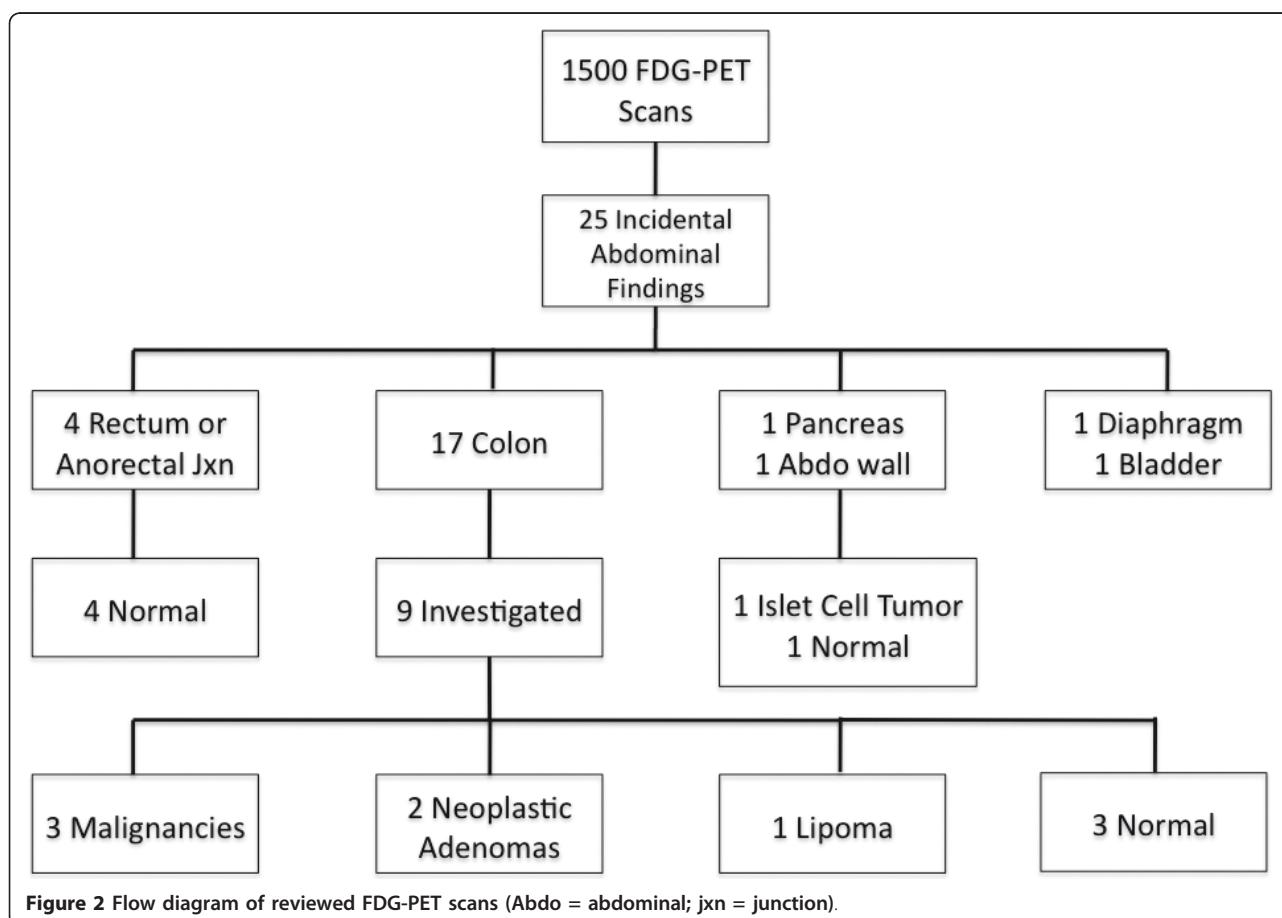 1500 FDG-PET
Scans
25 Incidental
Abdominal
Findings
4 Rectum or
Anorectal Jxn
17 Colon
1 Pancreas
1 Abdo wall
1 Diaphragm
1 Bladder
4 Normal
9 Investigated
1 Islet Cell Tumor
1 Normal
3 Malignancies
2 Neoplastic
Adenomas
1 Lipoma
3 Normal
Figure 2 Flow diagram of reviewed FDG-PET scans (Abdo = abdominal; jxn = junction).